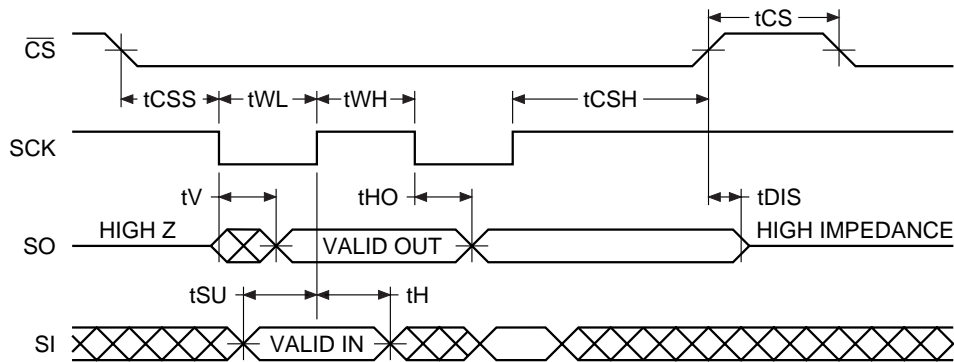 tCS
C̅S̅
tCSS tWL tWH tCSH
SCK
tV tHO tDIS
HIGH Z VALID OUT HIGH IMPEDANCE
SO
tSU tH
SI VALID IN